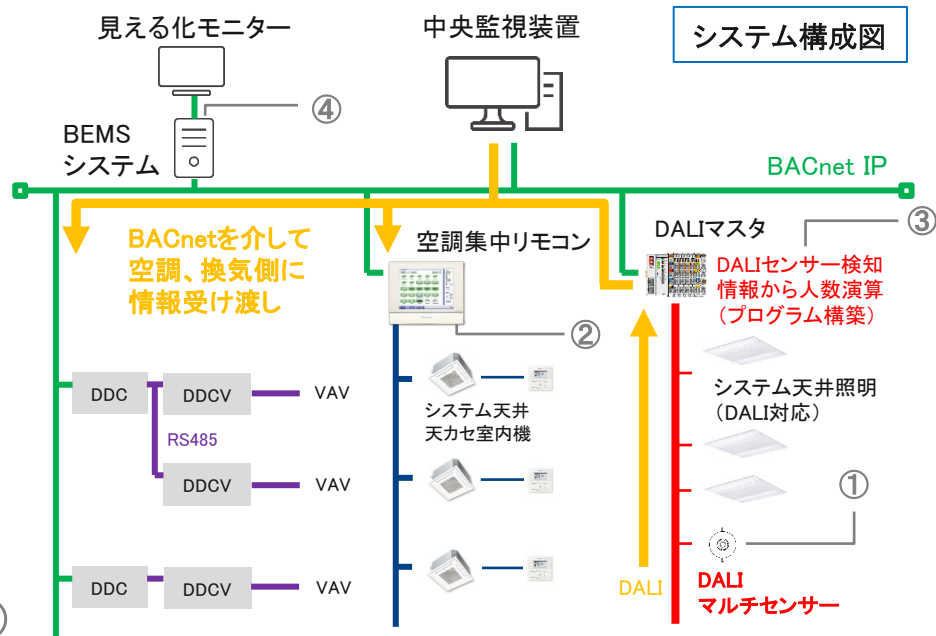 見える化モニター
中央監視装置
システム構成図
④
BEMS
システム
BACnet IP
BACnetを介して
空調、換気側に
情報受け渡し
空調集中リモコン
②
DALIマスタ
③
DALIセンサー検知
情報から人数演算
（プログラム構築）
システム天井照明
（DALI対応）
DDC
DDCV
VAV
RS485
DDCV
VAV
システム天井
天カセ室内機
①
DDC
DDCV
VAV
DALI
DALI
マルチセンサー